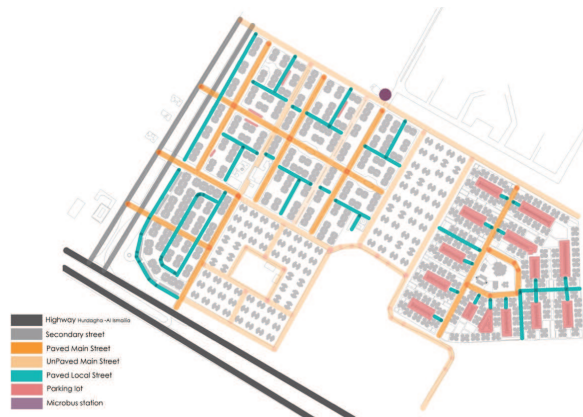 Highway Hurdagha -Al Ismailia
Secondary street
Paved Main Street
UnPaved Main Street
Paved Local Street
Parking lot
Microbus station